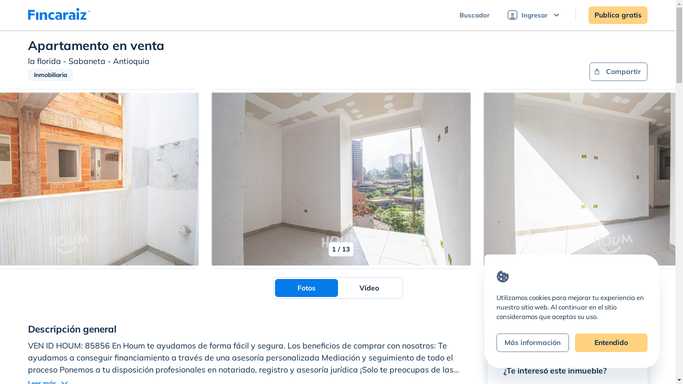 Fincaraiz
Buscador
Ingresar
Publica gratis
Apartamento en venta
la florida - Sabaneta - Antioquia
Inmobiliaria
Compartir
HOUM
HOUM
HOUM
1 / 13
Fotos
Video
Descripción general
VEN ID HOUM: 85856 En Houm te ayudamos de forma fácil y segura. Los beneficios de comprar con nosotros: Te
ayudamos a conseguir financiamiento a través de una asesoría personalizada Mediación y seguimiento de todo el
proceso Ponemos a tu disposición profesionales en notariado, registro y asesoría jurídica ¡Solo te preocupas de las...
Leer más
Utilizamos cookies para mejorar tu experiencia en
nuestro sitio web. Al continuar en el sitio
consideramos que aceptas su uso.
Más información
Entendido
¿Te interesó este inmueble?